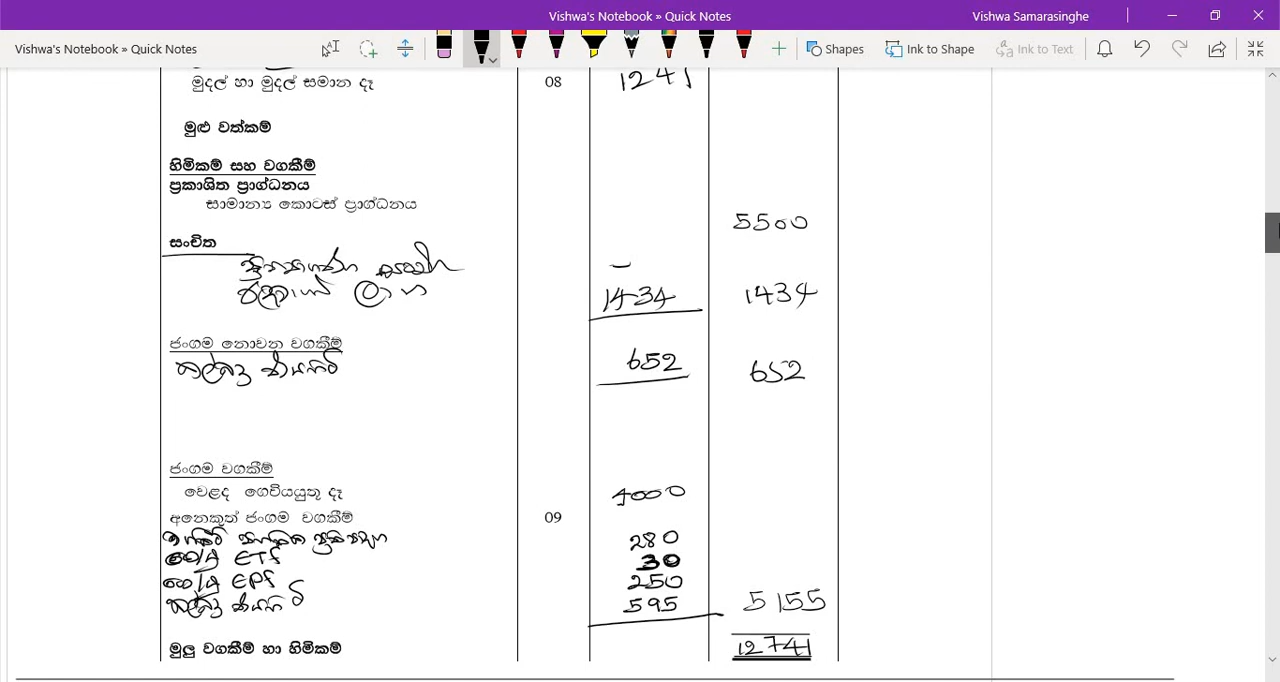 Vishwa's Notebook » Quick Notes
Vishwa Samarasinghe
Vishwa's Notebook » Quick Notes
Shapes
Ink to Shape
Ink to Text
මුදල් හා මුදල් සමාන දෑ 08 1241
මුළු වත්කම්
හිමිකම් සහ වගකීම්
ප්‍රකාශිත ප්‍රාග්ධනය
සාමාන්‍ය කොටස් ප්‍රාග්ධනය
5500
සංචිත
–
1434 1434
ජංගම නොවන වගකීම්
652 652
ජංගම වගකීම්
වෙළඳ ගෙවියයුතු දෑ 4000
අනෙකුත් ජංගම වගකීම් 09
280
ETF 30
EPF 250
595 5155
මුලු වගකීම් හා හිමිකම් 12741